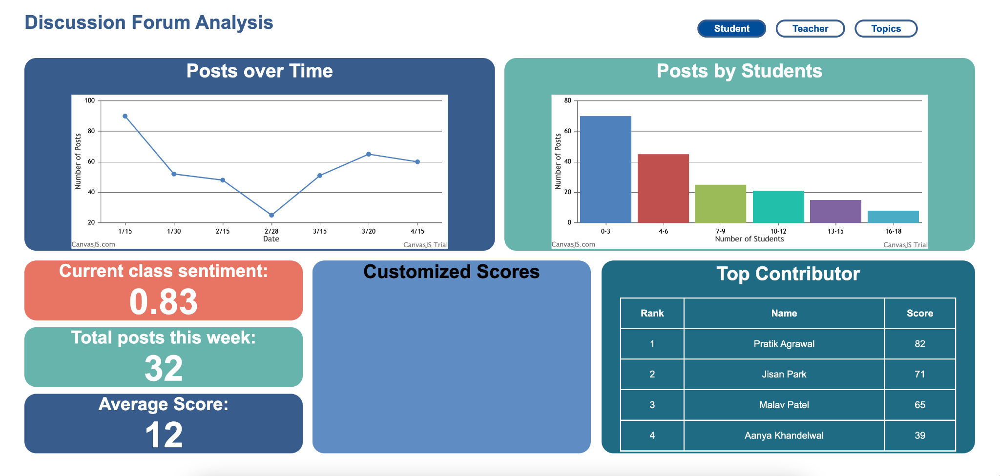 Discussion Forum Analysis
Student
Teacher
Topics
Posts over Time
100
80
60
40
20
Number of Posts
1/15 1/30 2/15 2/28 3/15 3/20 4/15
Date
CanvasJS.com
CanvasJS Trial
Posts by Students
80
60
40
20
0
Number of Posts
0-3 4-6 7-9 10-12 13-15 16-18
Number of Students
CanvasJS.com
CanvasJS Trial
Current class sentiment:
0.83
Total posts this week:
32
Average Score:
12
Customized Scores
Top Contributor
Rank Name Score
1 Pratik Agrawal 82
2 Jisan Park 71
3 Malav Patel 65
4 Aanya Khandelwal 39